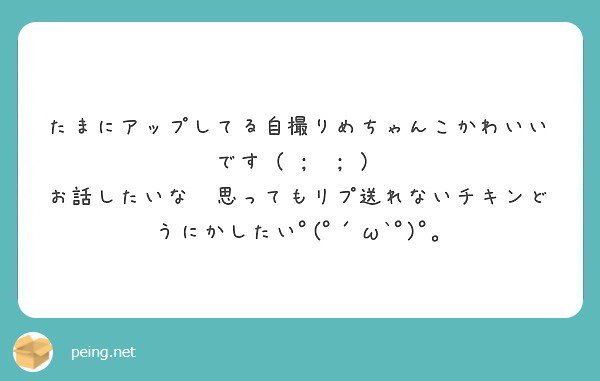 たまにアップしてる自撮りめちゃんこかわいい
です(；；)
お話したいな　思ってもリプ送れないチキンど
うにかしたい°(°´ω`°)°。
peing.net